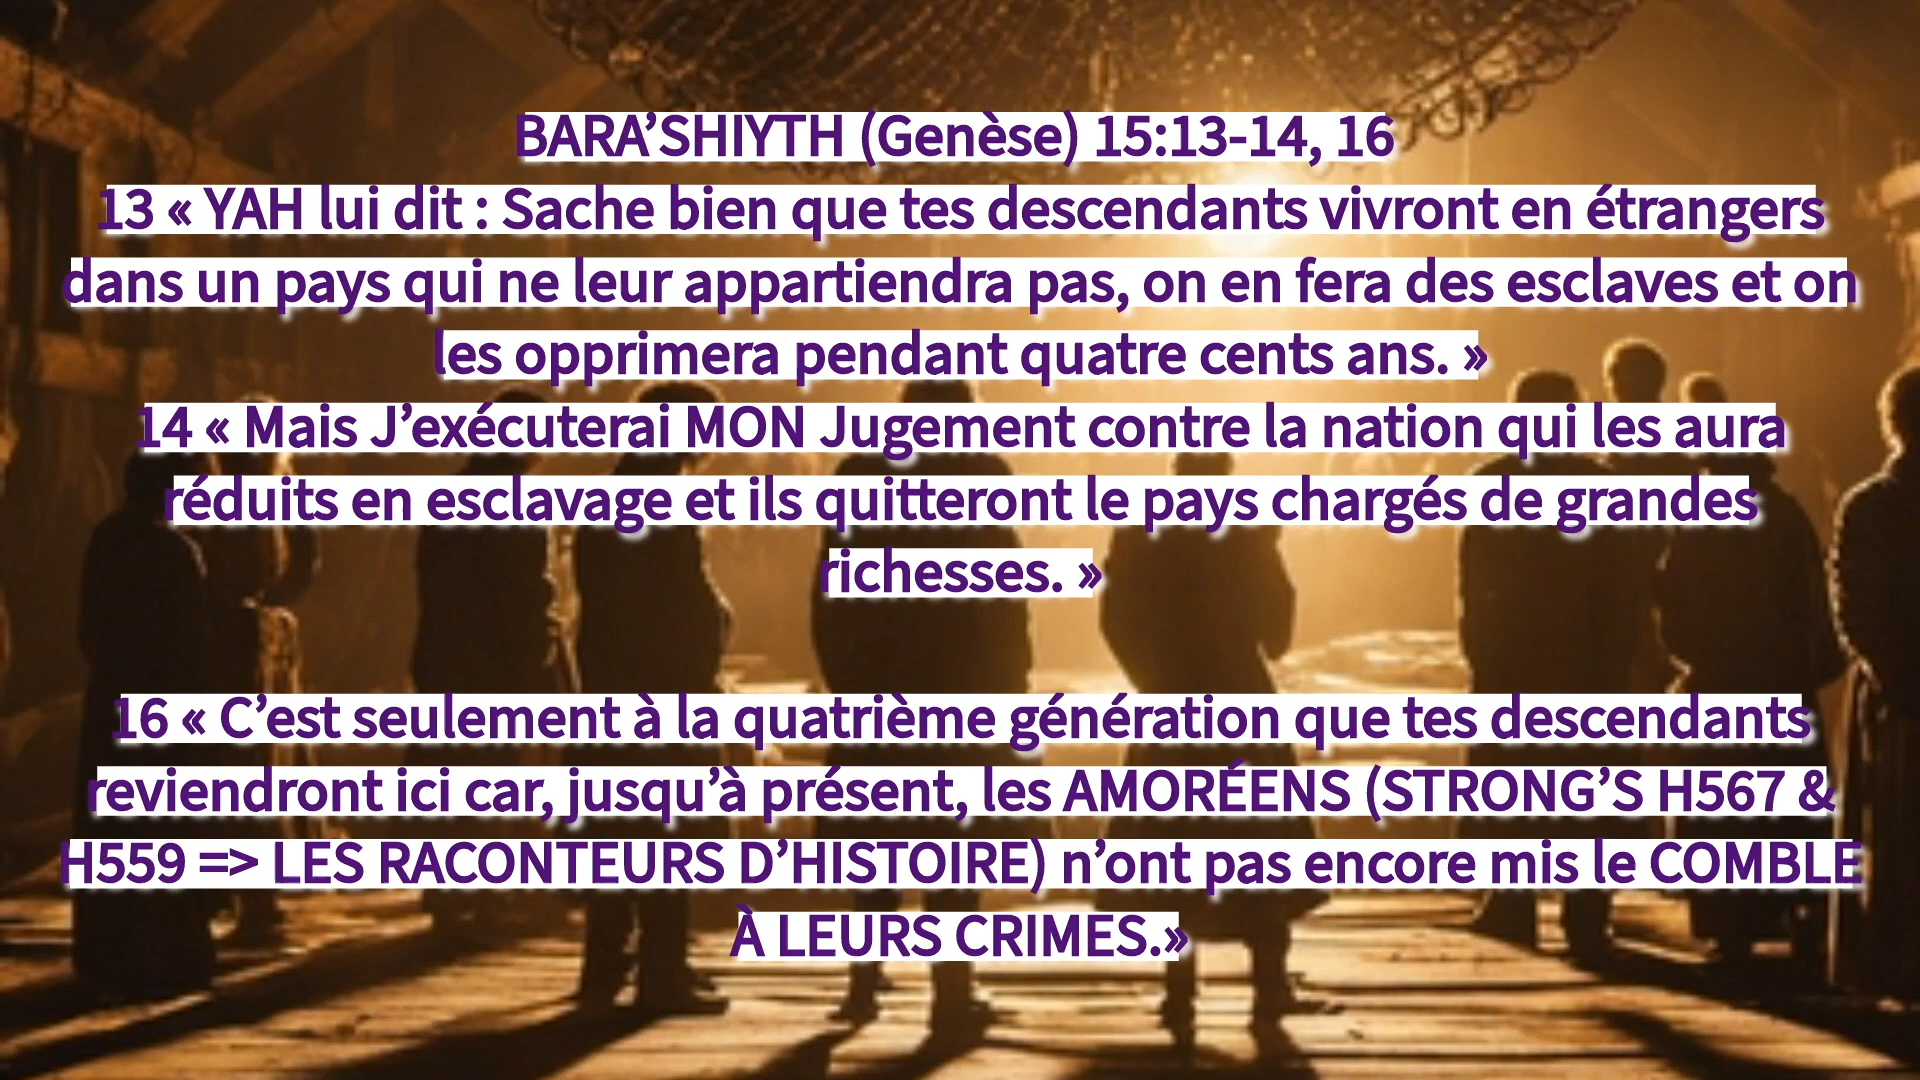 BARA’SHIYTH (Genèse) 15:13-14, 16
13 « YAH lui dit : Sache bien que tes descendants vivront en étrangers
dans un pays qui ne leur appartiendra pas, on en fera des esclaves et on
les opprimera pendant quatre cents ans. »
14 « Mais J’exécuterai MON Jugement contre la nation qui les aura
réduits en esclavage et ils quitteront le pays chargés de grandes
richesses. »
16 « C’est seulement à la quatrième génération que tes descendants
reviendront ici car, jusqu’à présent, les AMORÉENS (STRONG’S H567 &
H559 => LES RACONTEURS D’HISTOIRE) n’ont pas encore mis le COMBLE
À LEURS CRIMES.»